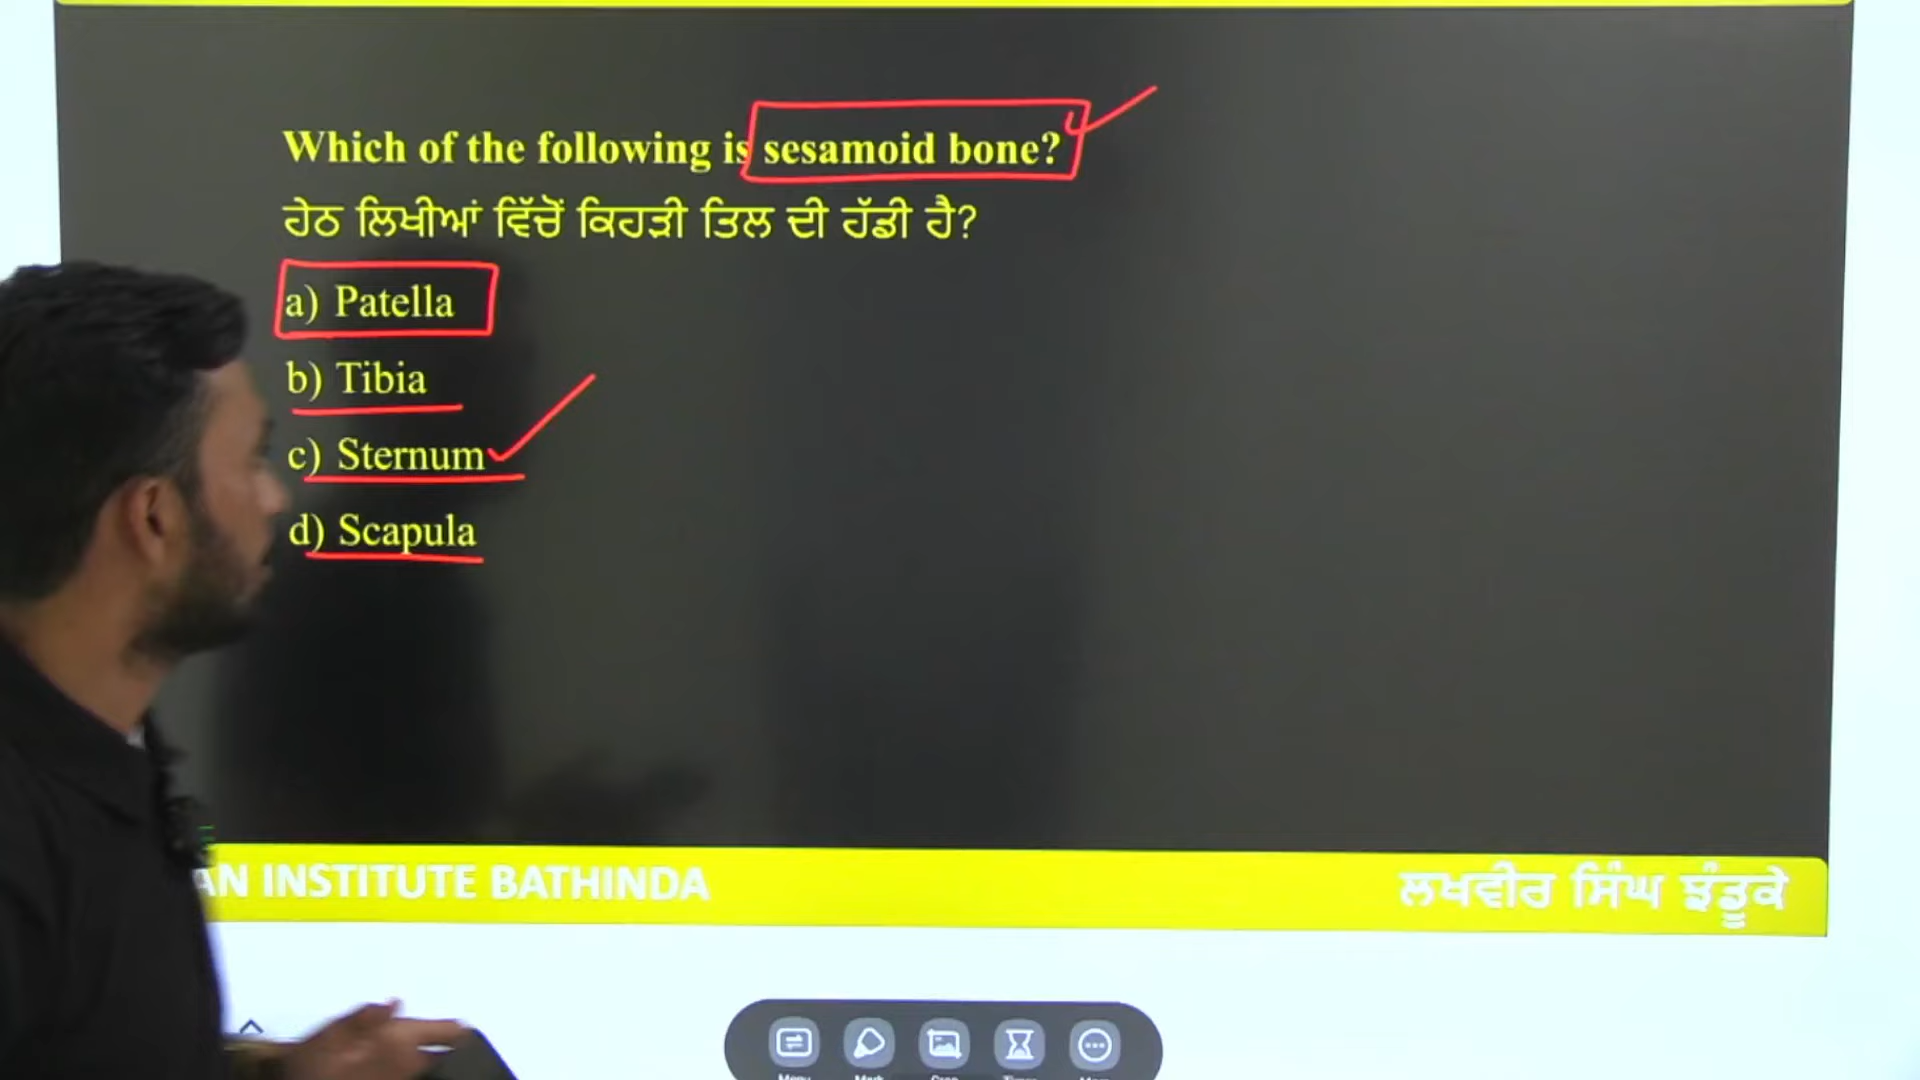 Which of the following is sesamoid bone?
ਹੇਠ ਲਿਖੀਆਂ ਵਿੱਚੋਂ ਕਿਹੜੀ ਤਿਲ ਦੀ ਹੱਡੀ ਹੈ?
a) Patella
b) Tibia
c) Sternum
d) Scapula
AN INSTITUTE BATHINDA
ਲਖਵੀਰ ਸਿੰਘ ਝੰਡੂਕੇ